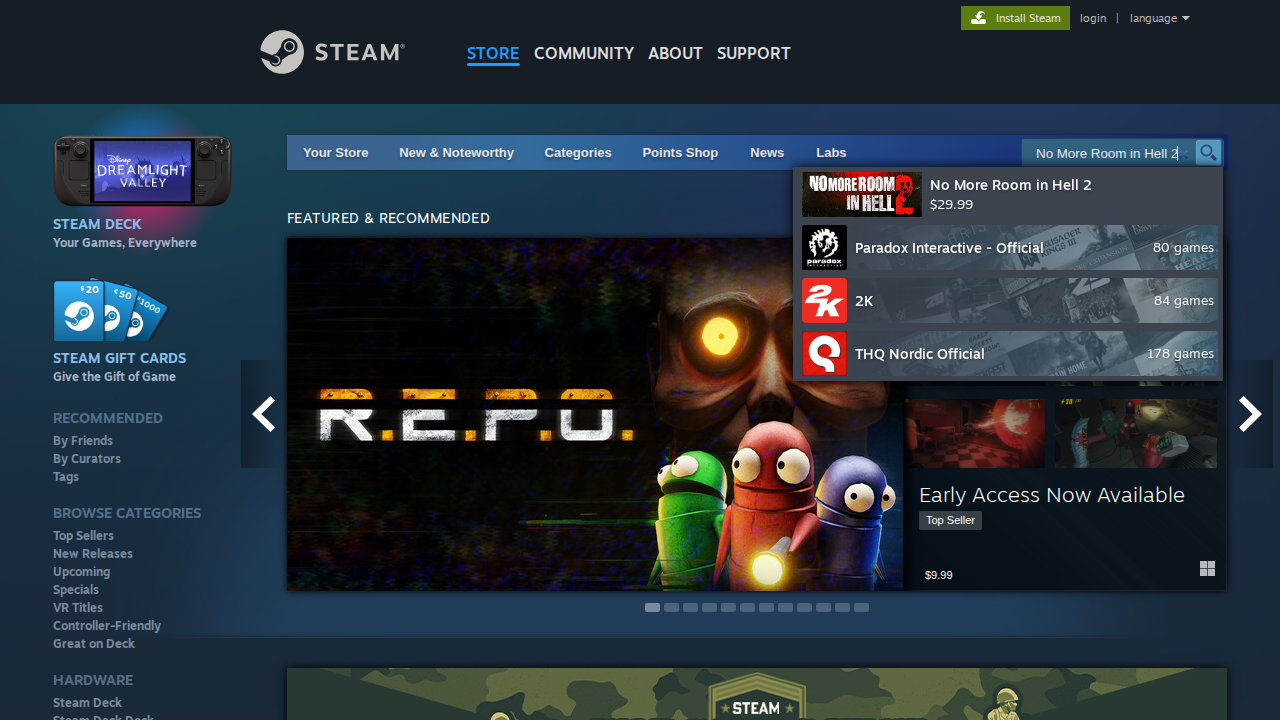 Install Steam
login | language
STEAM®
STORE COMMUNITY ABOUT SUPPORT
Your Store New & Noteworthy Categories Points Shop News Labs
No More Room in Hell 2
NO MORE ROOM IN HELL 2
No More Room in Hell 2
$29.99
paradox INTERACTIVE
Paradox Interactive - Official
80 games
2K
2K
84 games
THQ Nordic Official
178 games
Disney DREAMLIGHT VALLEY
STEAM DECK
Your Games, Everywhere
$20
€50
¢1000
STEAM GIFT CARDS
Give the Gift of Game
RECOMMENDED
By Friends
By Curators
Tags
BROWSE CATEGORIES
Top Sellers
New Releases
Upcoming
Specials
VR Titles
Controller-Friendly
Great on Deck
HARDWARE
Steam Deck
Steam Deck Dock
FEATURED & RECOMMENDED
R.E.P.O.
Early Access Now Available
Top Seller
$9.99
STEAM